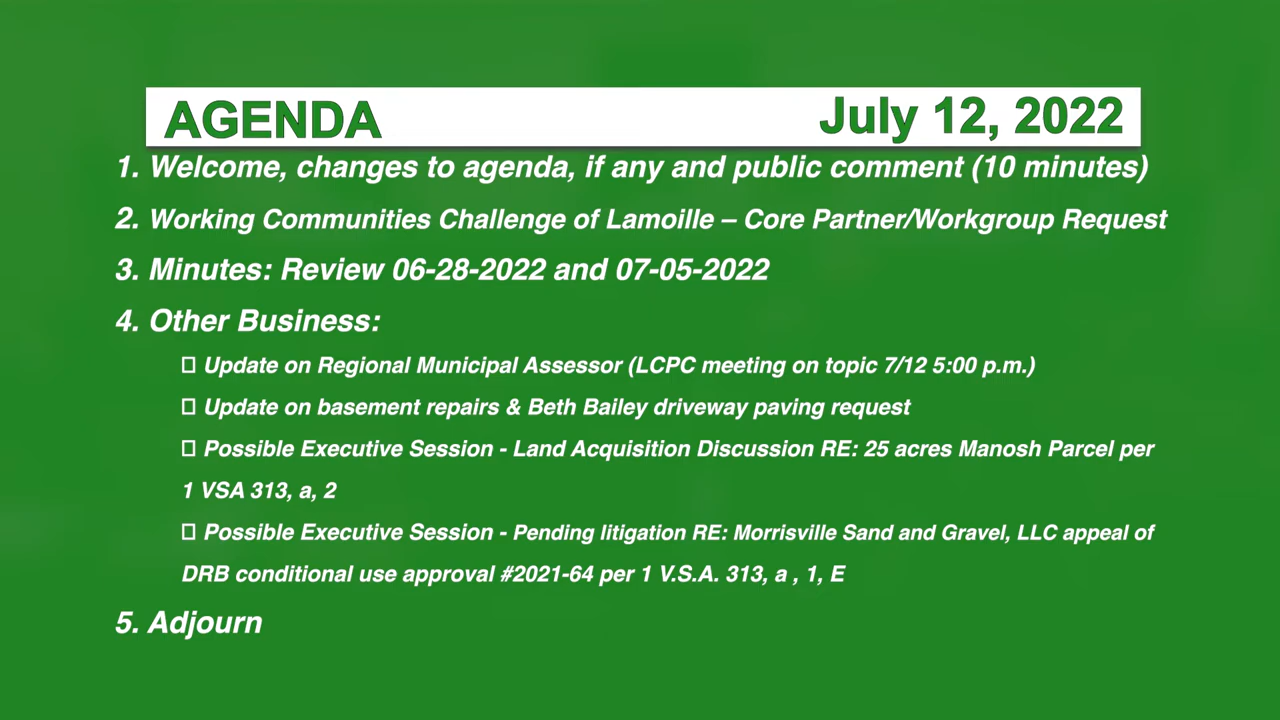 AGENDA July 12, 2022
1. Welcome, changes to agenda, if any and public comment (10 minutes)
2. Working Communities Challenge of Lamoille – Core Partner/Workgroup Request
3. Minutes: Review 06-28-2022 and 07-05-2022
4. Other Business:
▯ Update on Regional Municipal Assessor (LCPC meeting on topic 7/12 5:00 p.m.)
▯ Update on basement repairs & Beth Bailey driveway paving request
▯ Possible Executive Session - Land Acquisition Discussion RE: 25 acres Manosh Parcel per
1 VSA 313, a, 2
▯ Possible Executive Session - Pending litigation RE: Morrisville Sand and Gravel, LLC appeal of
DRB conditional use approval #2021-64 per 1 V.S.A. 313, a , 1, E
5. Adjourn